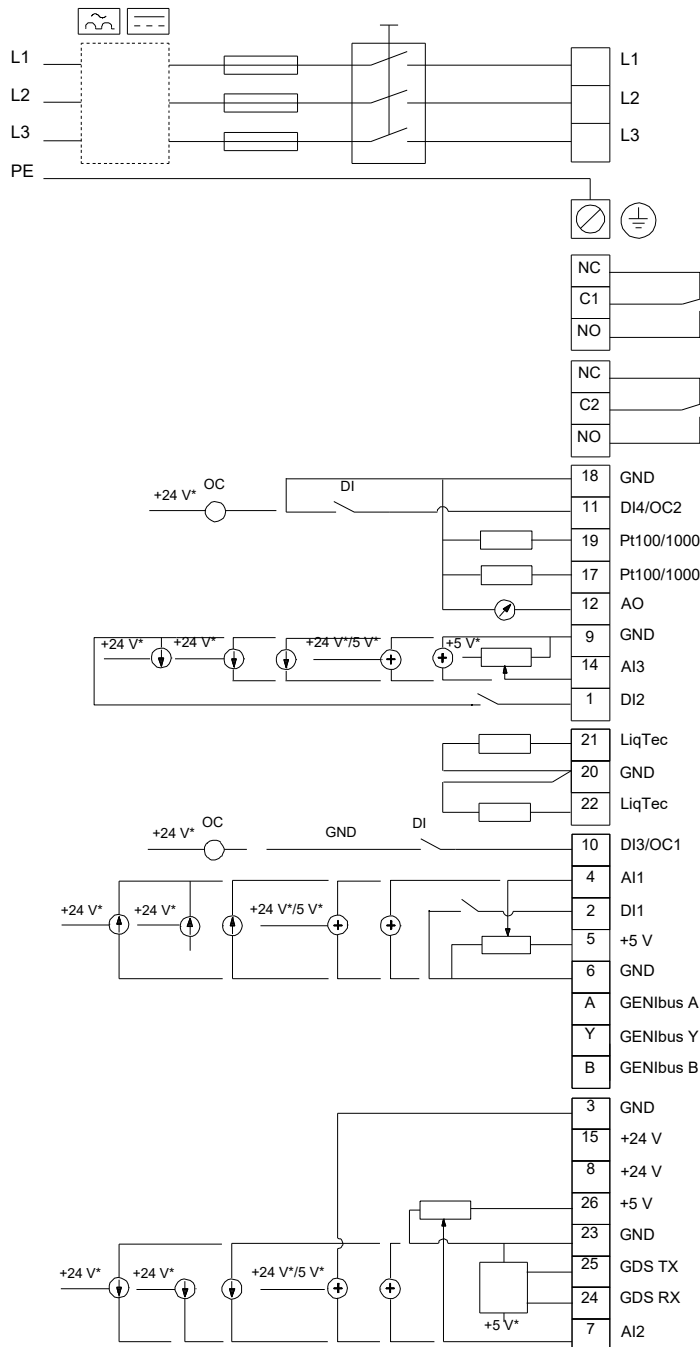 L1
L1
L2
L2
L3
L3
PE
NC
C1
NO
NC
C2
NO
18 GND
OC
DI
+24 V*
11 DI4/OC2
19 Pt100/1000
17 Pt100/1000
12 AO
9 GND
+24 V*
+24 V*
+24 V*/5 V*
+5 V*
14 AI3
1 DI2
21 LiqTec
20 GND
22 LiqTec
OC
GND
DI
+24 V*
10 DI3/OC1
4 AI1
+24 V*
+24 V*
+24 V*/5 V*
2 DI1
5 +5 V
6 GND
A GENIbus A
Y GENIbus Y
B GENIbus B
3 GND
15 +24 V
8 +24 V
26 +5 V
23 GND
+24 V*
+24 V*
+24 V*/5 V*
25 GDS TX
24 GDS RX
+5 V*
7 AI2